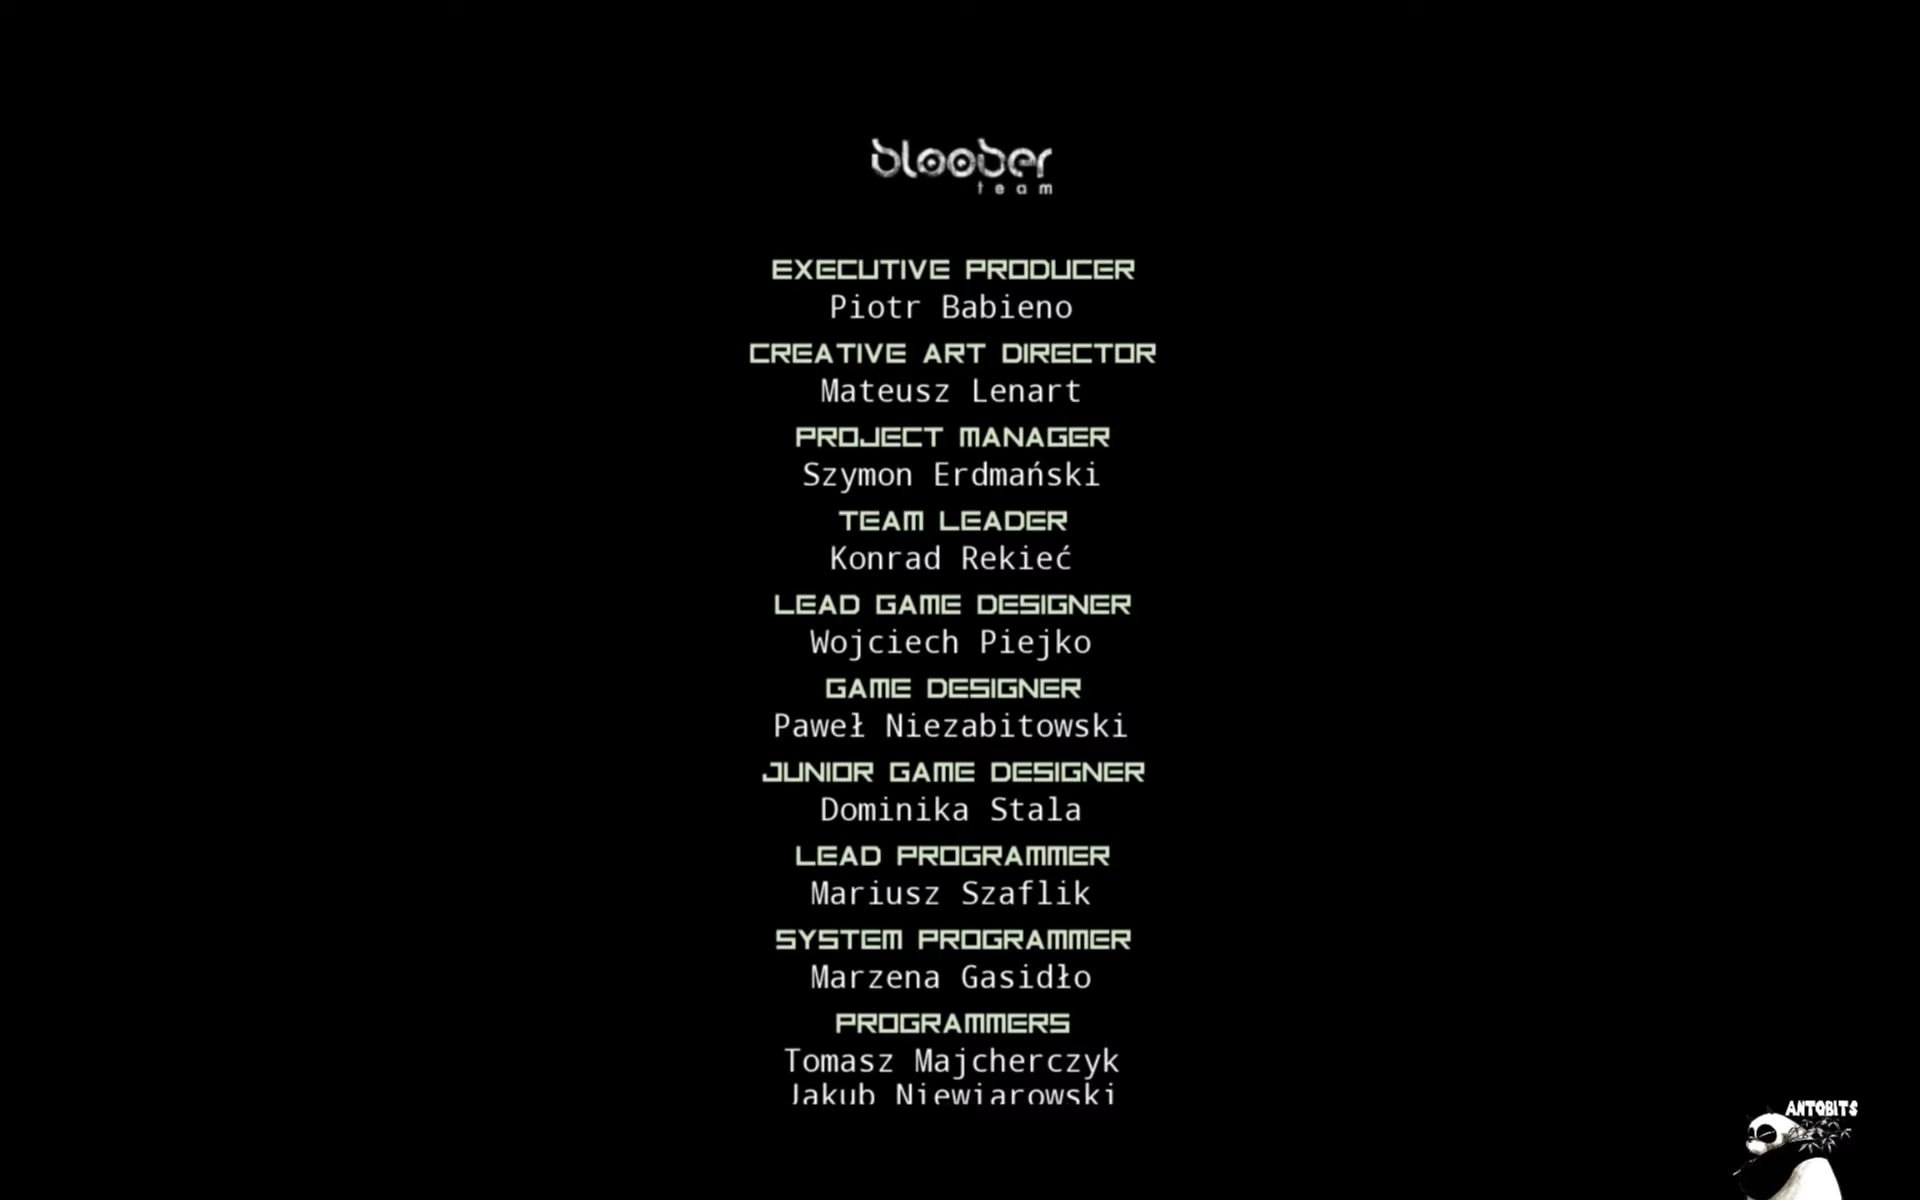 bloober
team
EXECUTIVE PRODUCER
Piotr Babieno
CREATIVE ART DIRECTOR
Mateusz Lenart
PROJECT MANAGER
Szymon Erdmański
TEAM LEADER
Konrad Rekieć
LEAD GAME DESIGNER
Wojciech Piejko
GAME DESIGNER
Paweł Niezabitowski
JUNIOR GAME DESIGNER
Dominika Stala
LEAD PROGRAMMER
Mariusz Szaflik
SYSTEM PROGRAMMER
Marzena Gasidło
PROGRAMMERS
Tomasz Majcherczyk
Jakub Niewiarowski
ANTOBITS